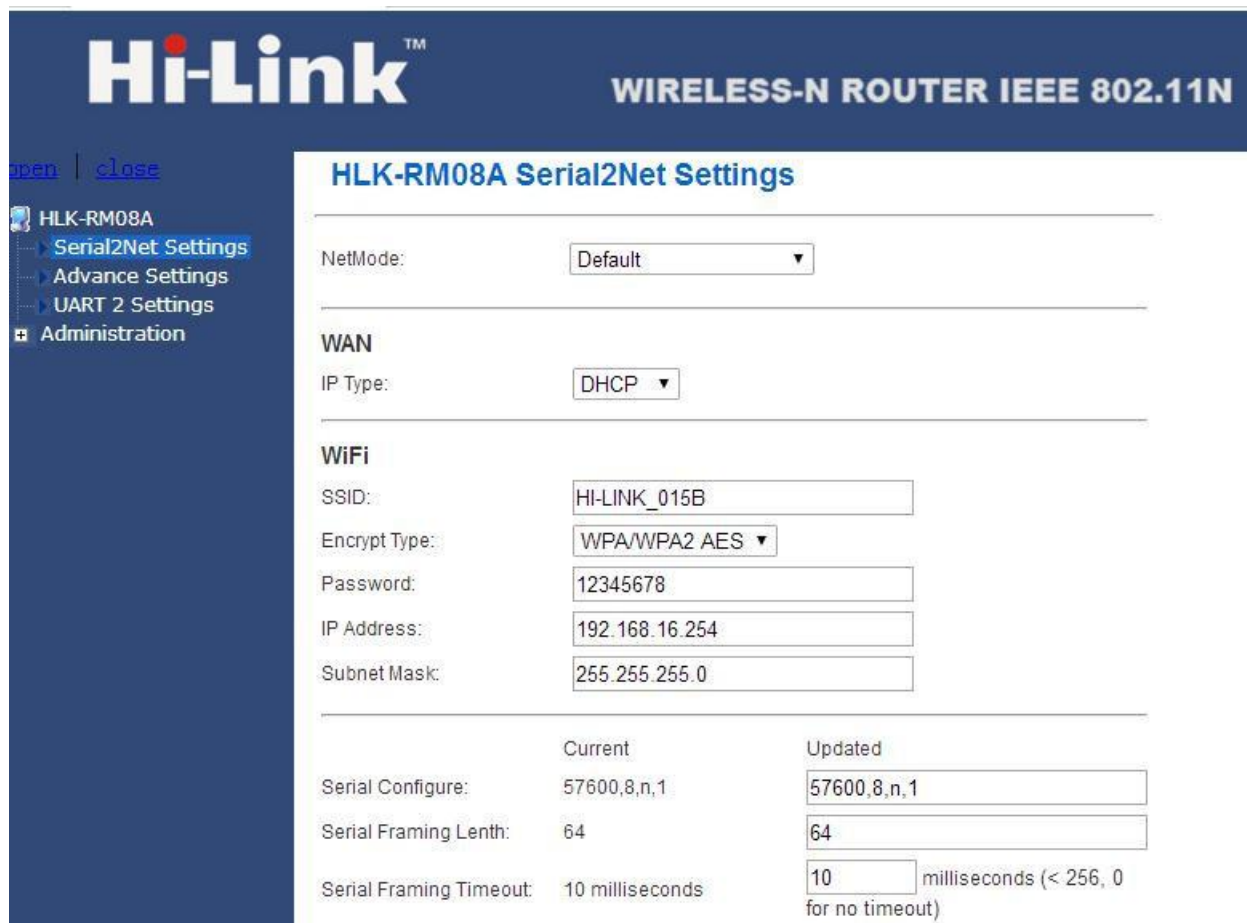 Hi-Link™
WIRELESS-N ROUTER IEEE 802.11N
open | close
HLK-RM08A
Serial2Net Settings
Advance Settings
UART 2 Settings
Administration
HLK-RM08A Serial2Net Settings
NetMode: Default
WAN
IP Type: DHCP
WiFi
SSID: HI-LINK_015B
Encrypt Type: WPA/WPA2 AES
Password: 12345678
IP Address: 192.168.16.254
Subnet Mask: 255.255.255.0
Current Updated
Serial Configure: 57600,8,n,1 57600,8,n,1
Serial Framing Lenth: 64 64
Serial Framing Timeout: 10 milliseconds 10 milliseconds (< 256, 0
for no timeout)